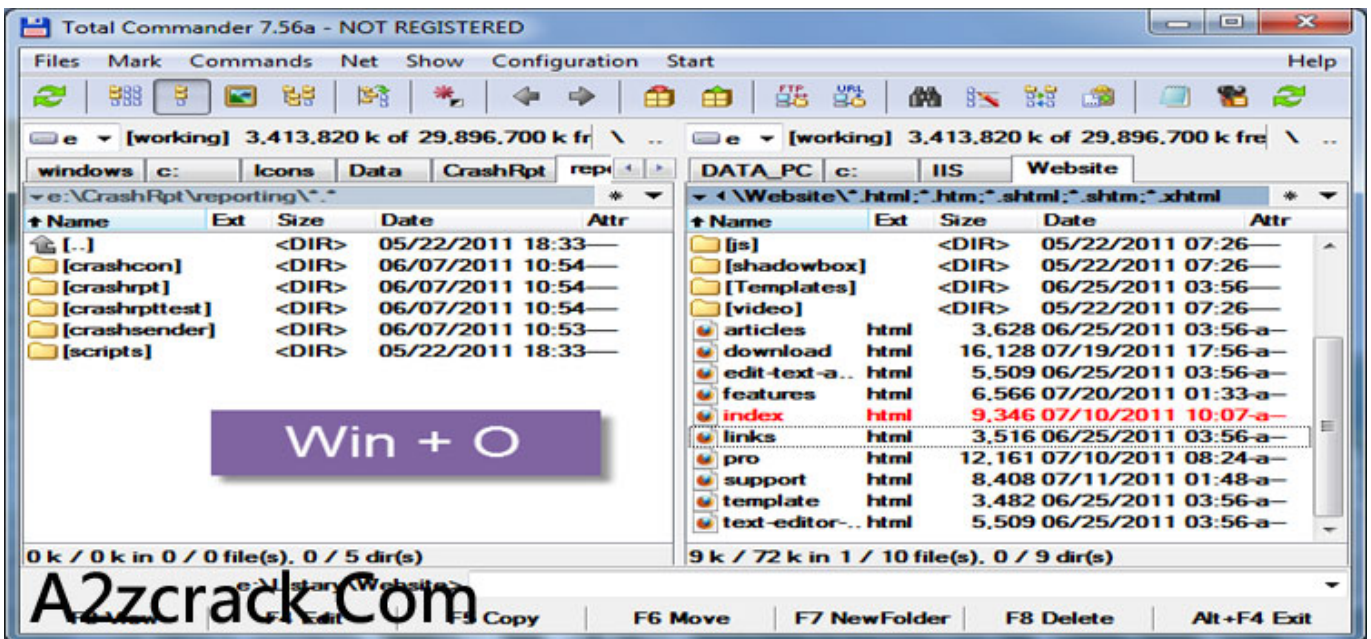 Total Commander 7.56a - NOT REGISTERED
Files Mark Commands Net Show Configuration Start Help
FTP URL
e [working] 3,413,820 k of 29,896,700 k fr \ ..
windows c: Icons Data CrashRpt
e:\CrashRpt\reporting\*.*
Name Ext Size Date Attr
[..] <DIR> 05/22/2011 18:33----
[crashcon] <DIR> 06/07/2011 10:54----
[crashrpt] <DIR> 06/07/2011 10:54----
[crashrpttest] <DIR> 06/07/2011 10:54----
[crashsender] <DIR> 06/07/2011 10:53----
[scripts] <DIR> 05/22/2011 18:33----
Win + O
0 k / 0 k in 0 / 0 file(s), 0 / 5 dir(s)
e [working] 3,413,820 k of 29,896,700 k fre \ ..
DATA_PC c: IIS Website
\Website\*.html;*.htm;*.shtml;*.shtm;*.xhtml
Name Ext Size Date Attr
[js] <DIR> 05/22/2011 07:26----
[shadowbox] <DIR> 05/22/2011 07:26----
[Templates] <DIR> 06/25/2011 03:56----
[video] <DIR> 05/22/2011 07:26----
articles html 3,628 06/25/2011 03:56-a--
download html 16,128 07/19/2011 17:56-a--
edit-text-a.. html 5,509 06/25/2011 03:56-a--
features html 6,566 07/20/2011 01:33-a--
index html 9,346 07/10/2011 10:07-a--
links html 3,516 06/25/2011 03:56-a--
pro html 12,161 07/10/2011 08:24-a--
support html 8,408 07/11/2011 01:48-a--
template html 3,482 06/25/2011 03:56-a--
text-editor-.. html 5,509 06/25/2011 03:56-a--
9 k / 72 k in 1 / 10 file(s), 0 / 9 dir(s)
e:\Listary\Website>
A2zcrack.Com
F3 View F4 Edit F5 Copy F6 Move F7 NewFolder F8 Delete Alt+F4 Exit